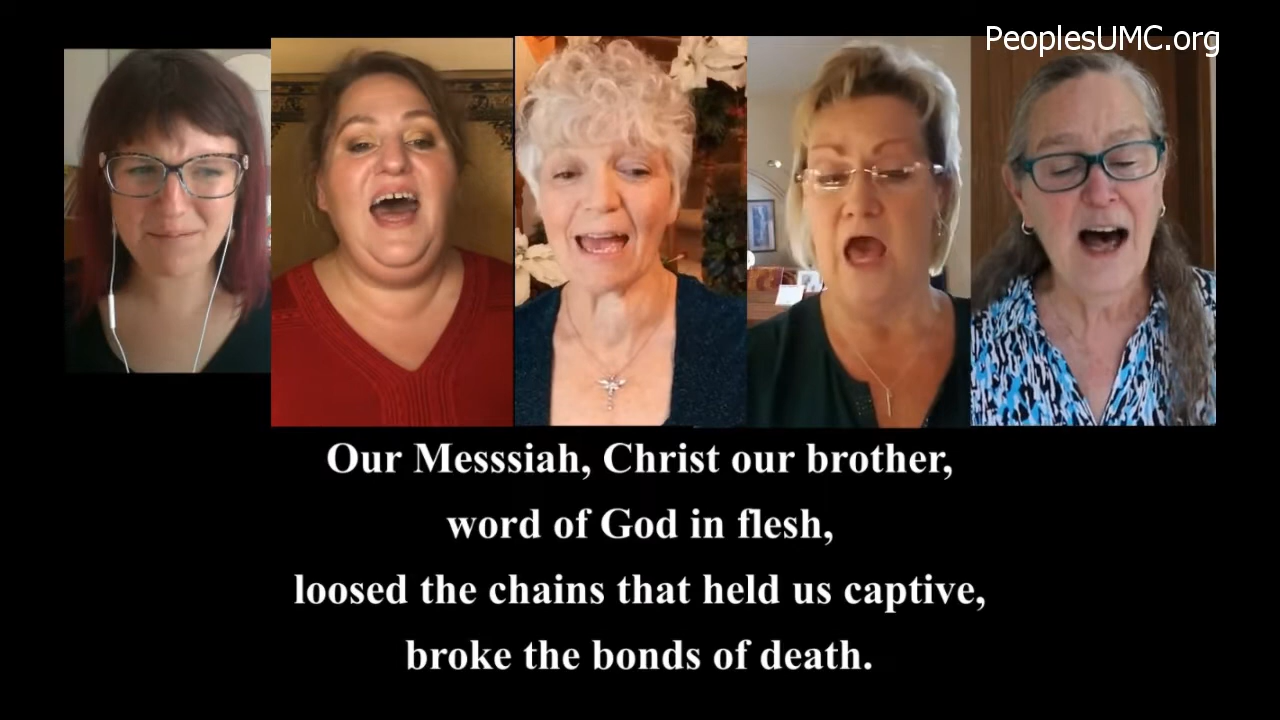 PeoplesUMC.org
Our Messsiah, Christ our brother,
word of God in flesh,
loosed the chains that held us captive,
broke the bonds of death.